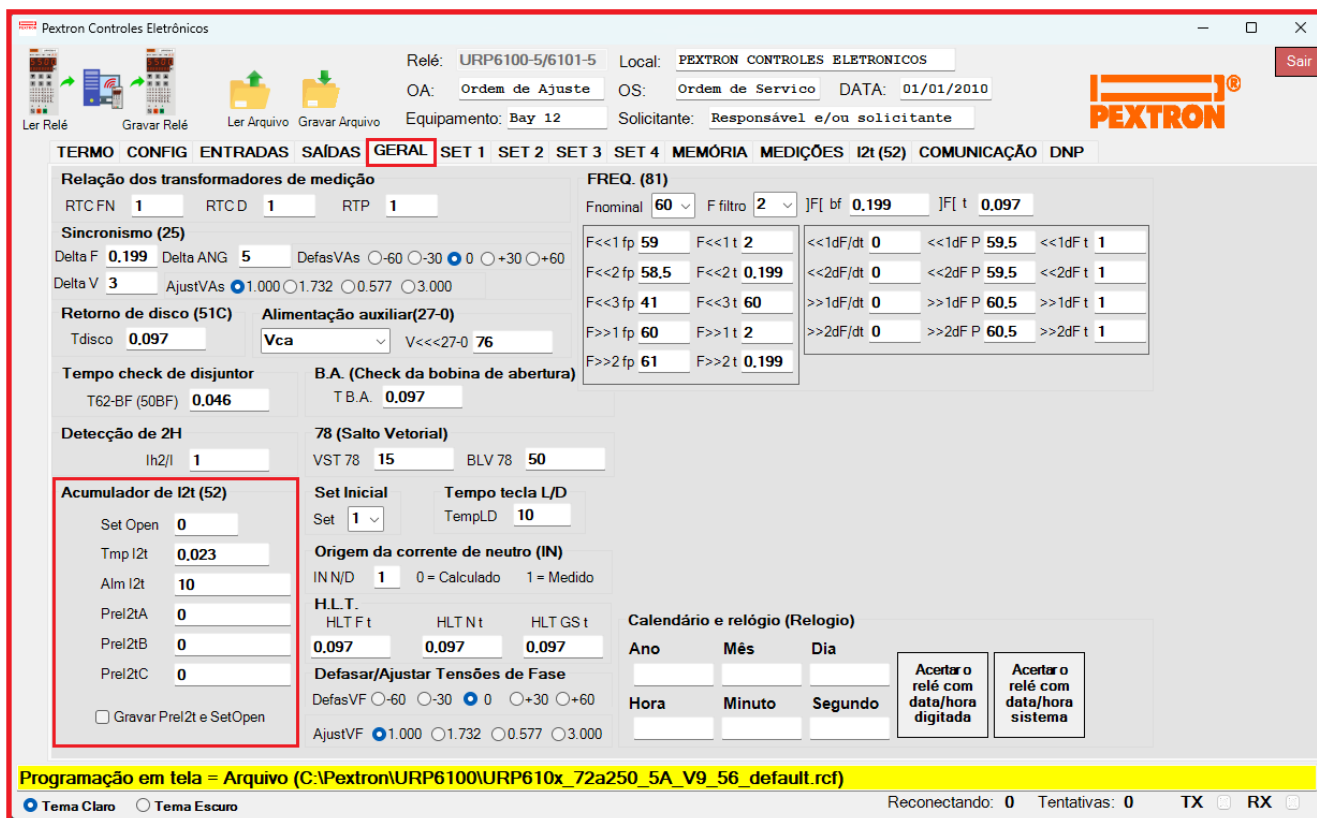 Pextron Controles Eletrônicos
Relé: URP6100-5/6101-5 Local: PEXTRON CONTROLES ELETRONICOS Sair
OA: Ordem de Ajuste OS: Ordem de Servico DATA: 01/01/2010
Ler Relé Gravar Relé Ler Arquivo Gravar Arquivo Equipamento: Bay 12 Solicitante: Responsável e/ou solicitante
PEXTRON®
TERMO CONFIG ENTRADAS SAÍDAS GERAL SET 1 SET 2 SET 3 SET 4 MEMÓRIA MEDIÇÕES I2t (52) COMUNICAÇÃO DNP
Relação dos transformadores de medição
RTC FN 1 RTC D 1 RTP 1
Sincronismo (25)
Delta F 0,199 Delta ANG 5 DefasVAs -60 -30 0 +30 +60
Delta V 3 AjustVAs 1.000 1.732 0.577 3.000
Retorno de disco (51C)
Tdisco 0,097
Alimentação auxiliar(27-0)
Vca V<<<27-0 76
Tempo check de disjuntor
T62-BF (50BF) 0,046
B.A. (Check da bobina de abertura)
T B.A. 0,097
Detecção de 2H
Ih2/I 1
78 (Salto Vetorial)
VST 78 15 BLV 78 50
Acumulador de I2t (52)
Set Open 0
Tmp I2t 0,023
Alm I2t 10
PreI2tA 0
PreI2tB 0
PreI2tC 0
Gravar PreI2t e SetOpen
Set Inicial
Set 1
Tempo tecla L/D
TempLD 10
Origem da corrente de neutro (IN)
IN N/D 1 0 = Calculado 1 = Medido
H.L.T.
HLT F t HLT N t HLT GS t
0,097 0,097 0,097
Defasar/Ajustar Tensões de Fase
DefasVF -60 -30 0 +30 +60
AjustVF 1.000 1.732 0.577 3.000
FREQ. (81)
Fnominal 60 F filtro 2 ]F[ bf 0,199 ]F[ t 0,097
F<<1 fp 59 F<<1 t 2 <<1dF/dt 0 <<1dF P 59,5 <<1dF t 1
F<<2 fp 58,5 F<<2 t 0,199 <<2dF/dt 0 <<2dF P 59,5 <<2dF t 1
F<<3 fp 41 F<<3 t 60 >>1dF/dt 0 >>1dF P 60,5 >>1dF t 1
F>>1 fp 60 F>>1 t 2 >>2dF/dt 0 >>2dF P 60,5 >>2dF t 1
F>>2 fp 61 F>>2 t 0,199
Calendário e relógio (Relogio)
Ano Mês Dia
Hora Minuto Segundo
Acertar o
relé com
data/hora
digitada
Acertar o
relé com
data/hora
sistema
Programação em tela = Arquivo (C:\Pextron\URP6100\URP610x_72a250_5A_V9_56_default.rcf)
Tema Claro Tema Escuro Reconectando: 0 Tentativas: 0 TX RX